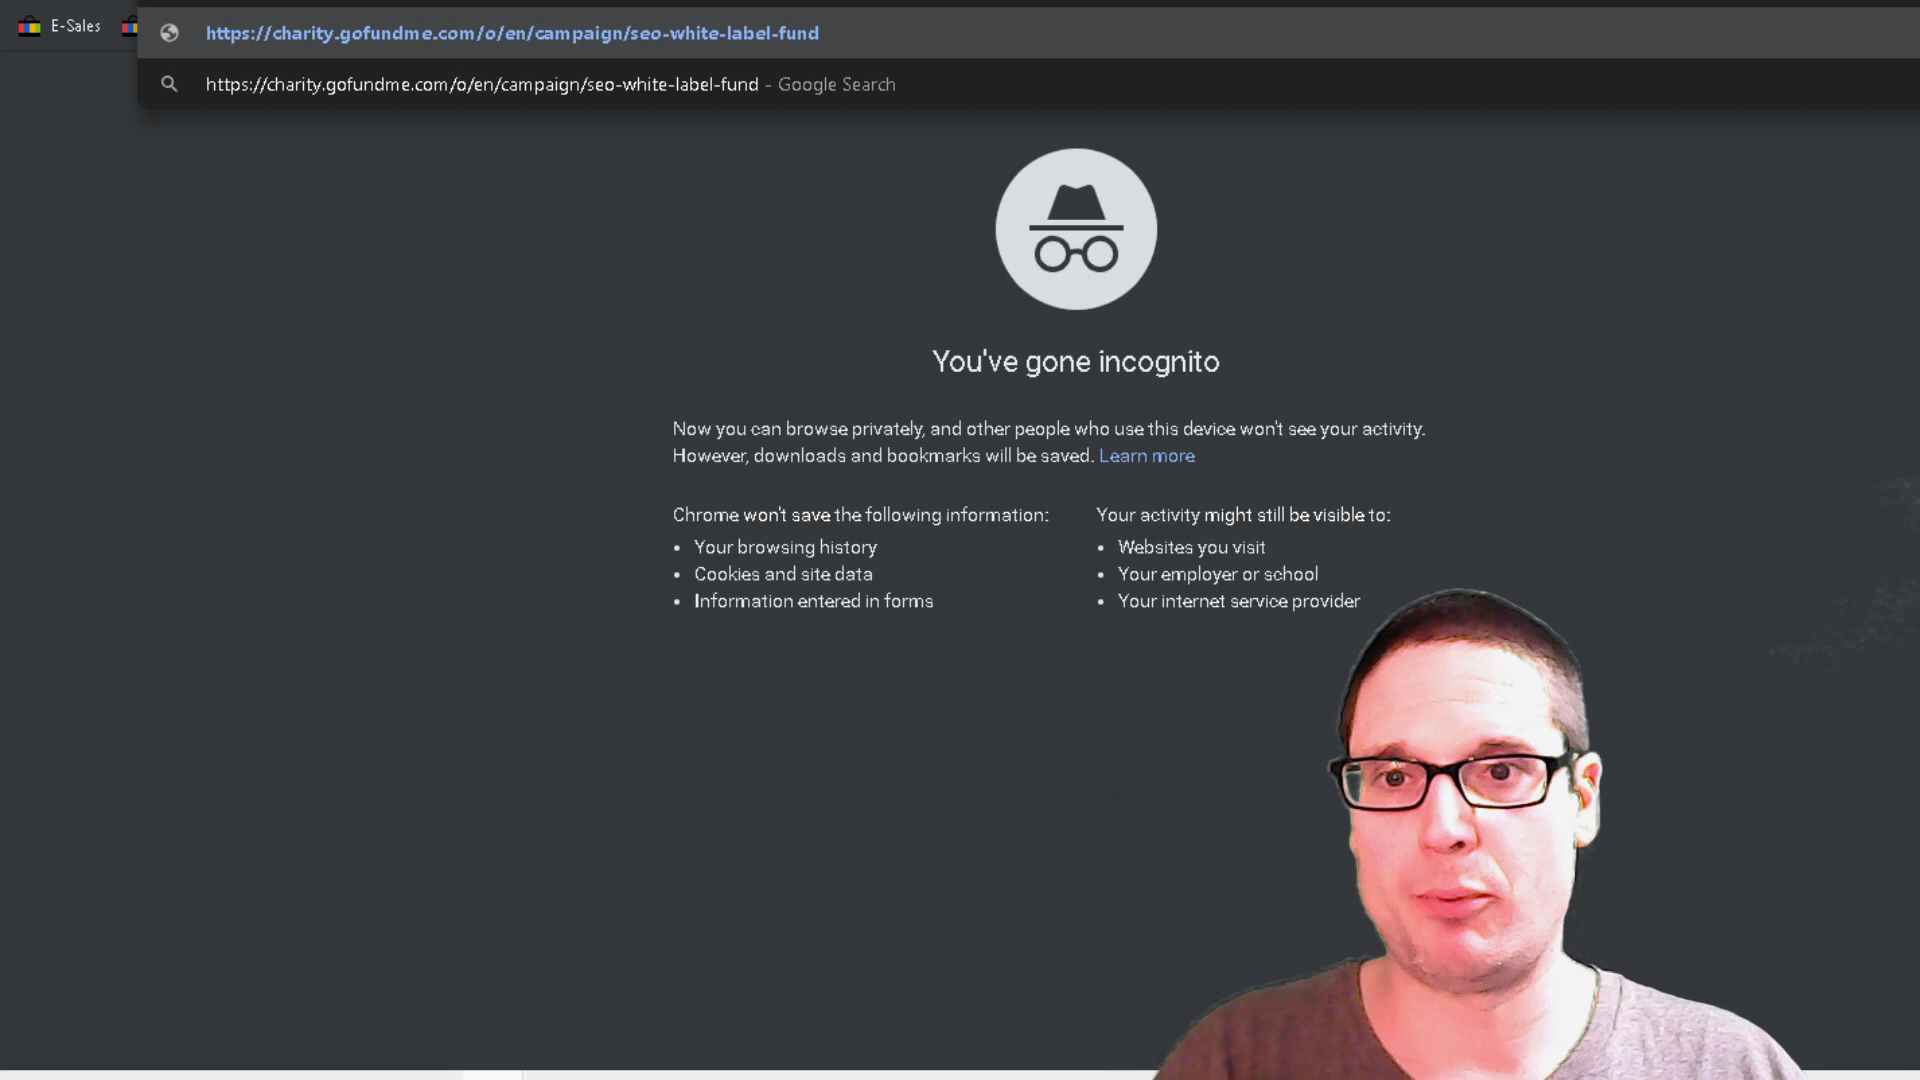 E-Sales
https://charity.gofundme.com/o/en/campaign/seo-white-label-fund
https://charity.gofundme.com/o/en/campaign/seo-white-label-fund - Google Search
You've gone incognito
Now you can browse privately, and other people who use this device won't see your activity.
However, downloads and bookmarks will be saved. Learn more
Chrome won't save the following information:
• Your browsing history
• Cookies and site data
• Information entered in forms
Your activity might still be visible to:
• Websites you visit
• Your employer or school
• Your internet service provider